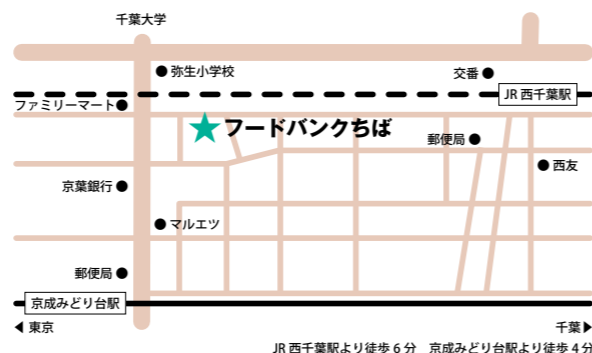 千葉大学
弥生小学校
交番
JR 西千葉駅
ファミリーマート
フードバンクちば
郵便局
西友
京葉銀行
マルエツ
郵便局
京成みどり台駅
東京
千葉
JR 西千葉駅より徒歩 6 分　京成みどり台駅より徒歩 4 分